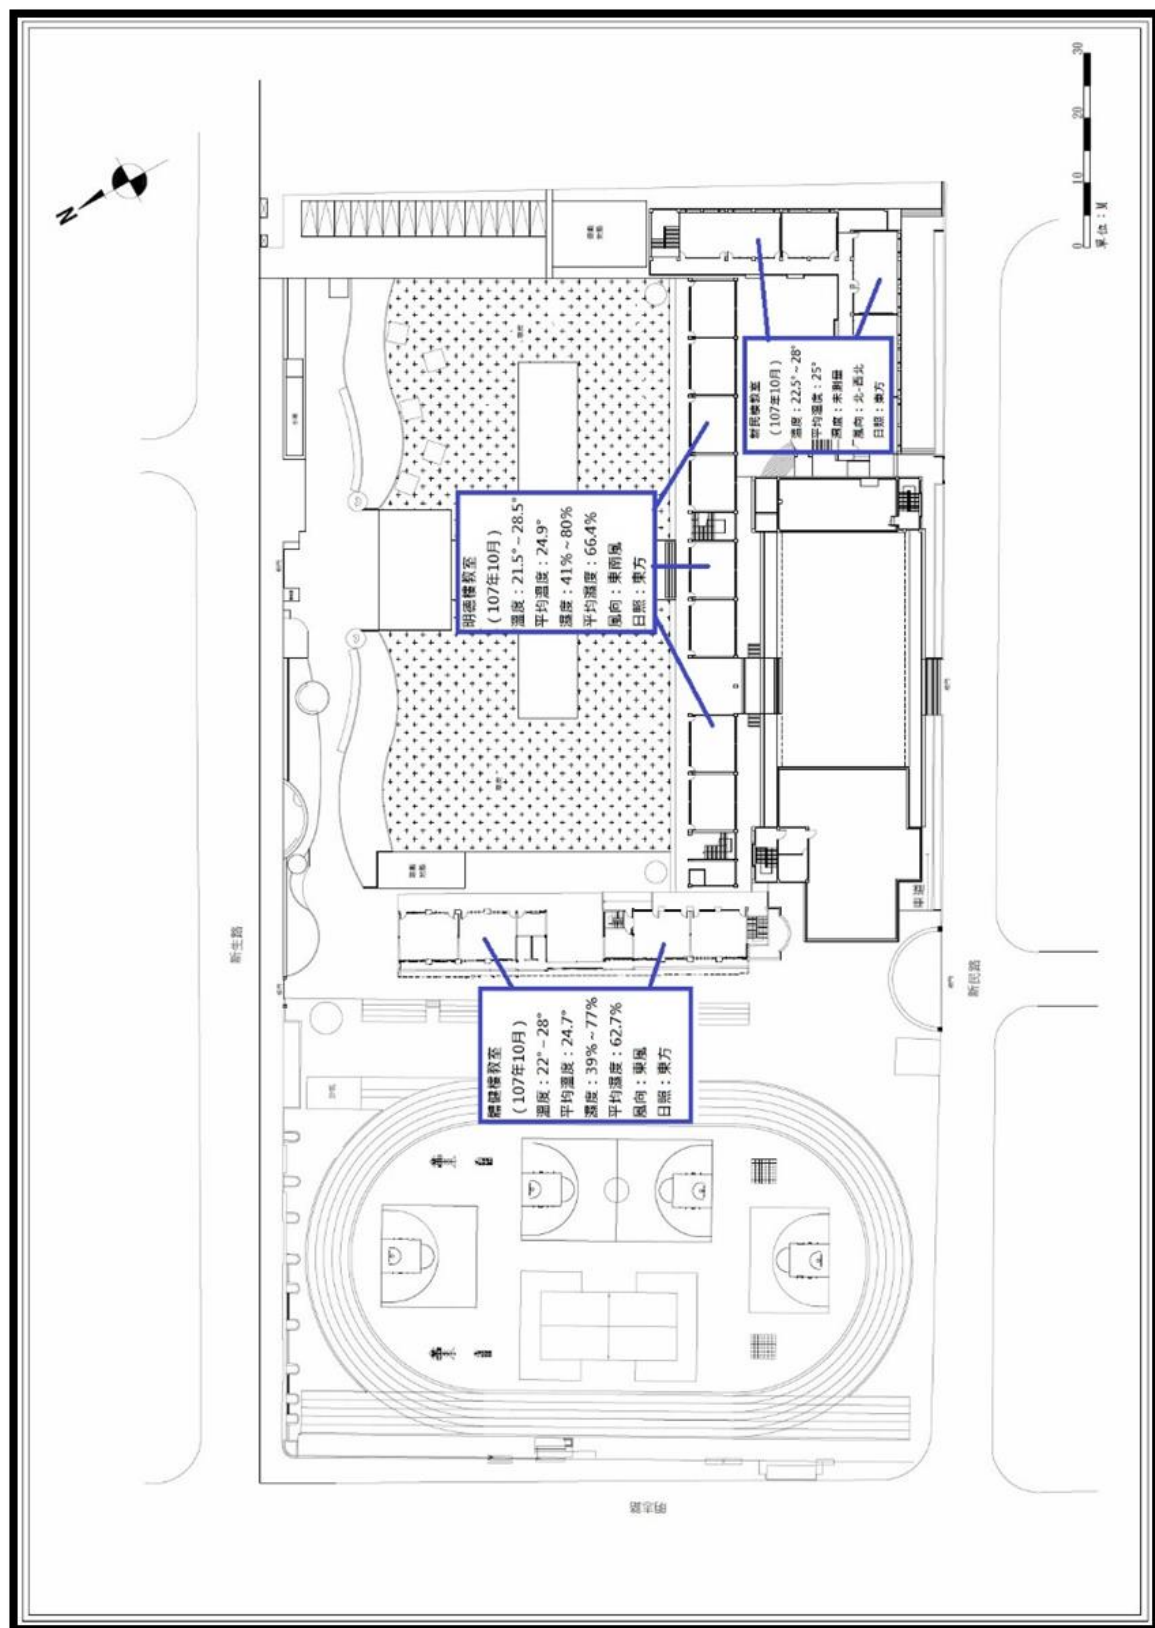 N
0 10 20 30
單位：M
新民樓教室
（107年10月）
溫度：22.5°~28°
平均溫度：25°
濕度：未測量
風向：北-西北
日照：東方
明德樓教室
（107年10月）
溫度：21.5°~28.5°
平均溫度：24.9°
濕度：41%~80%
平均濕度：66.4%
風向：東南風
日照：東方
體健樓教室
（107年10月）
溫度：22°~28°
平均溫度：24.7°
濕度：39%~77%
平均濕度：62.7%
風向：東風
日照：東方
車道
新生路
新民路
明志路